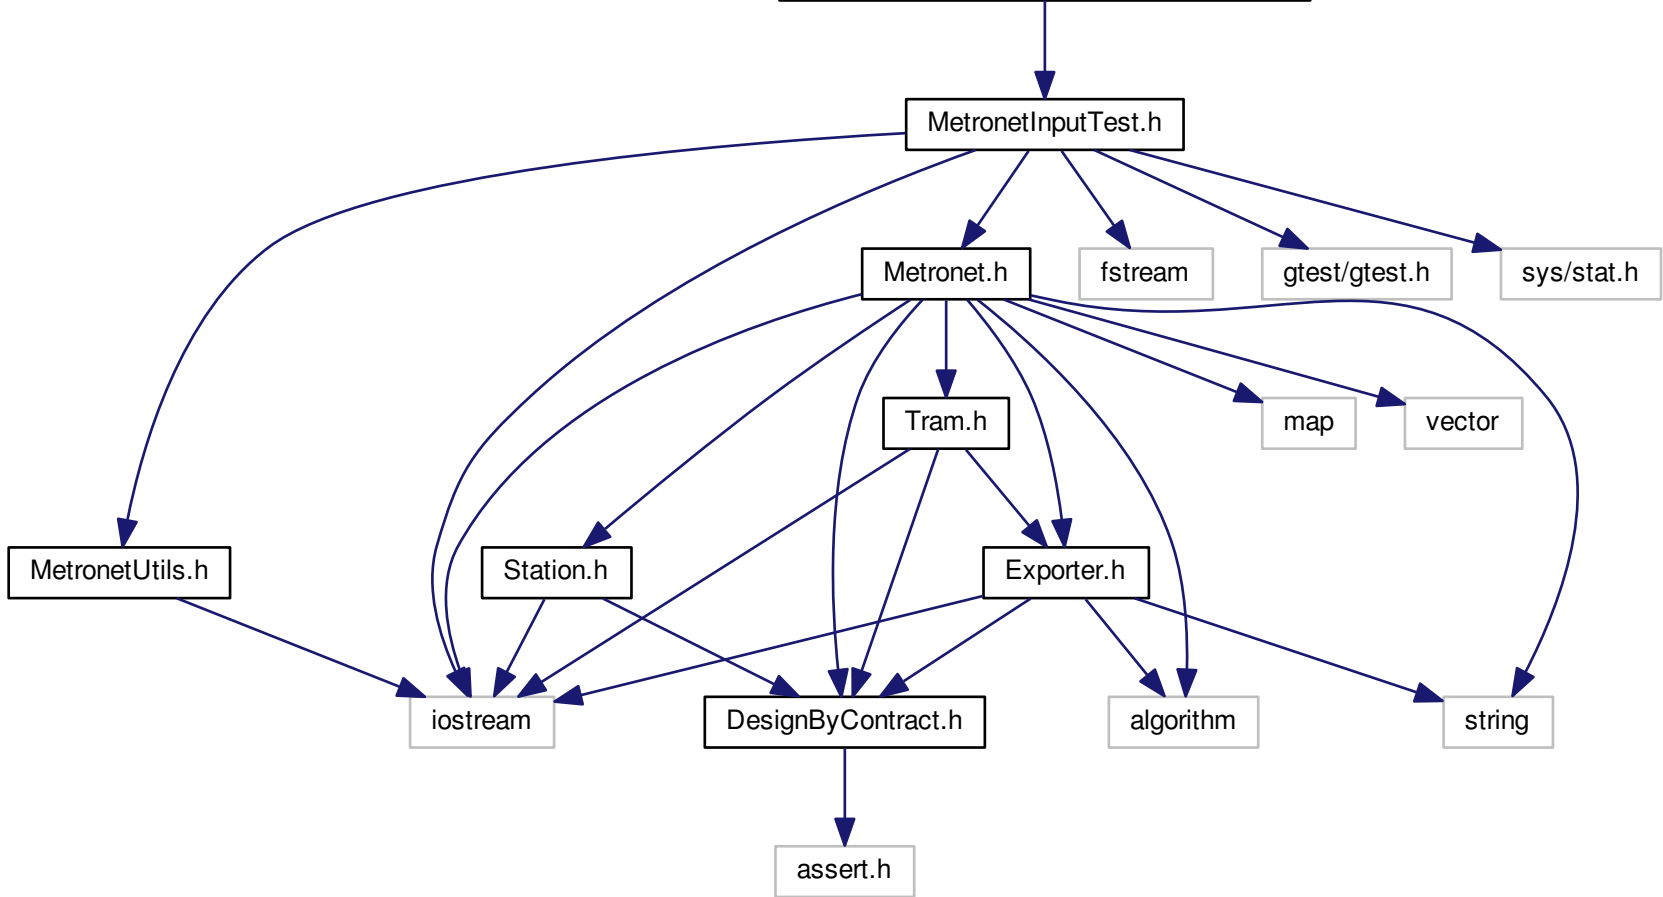 MetronetInputTest.h
Metronet.h
fstream
gtest/gtest.h
sys/stat.h
Tram.h
map
vector
MetronetUtils.h
Station.h
Exporter.h
iostream
DesignByContract.h
algorithm
string
assert.h